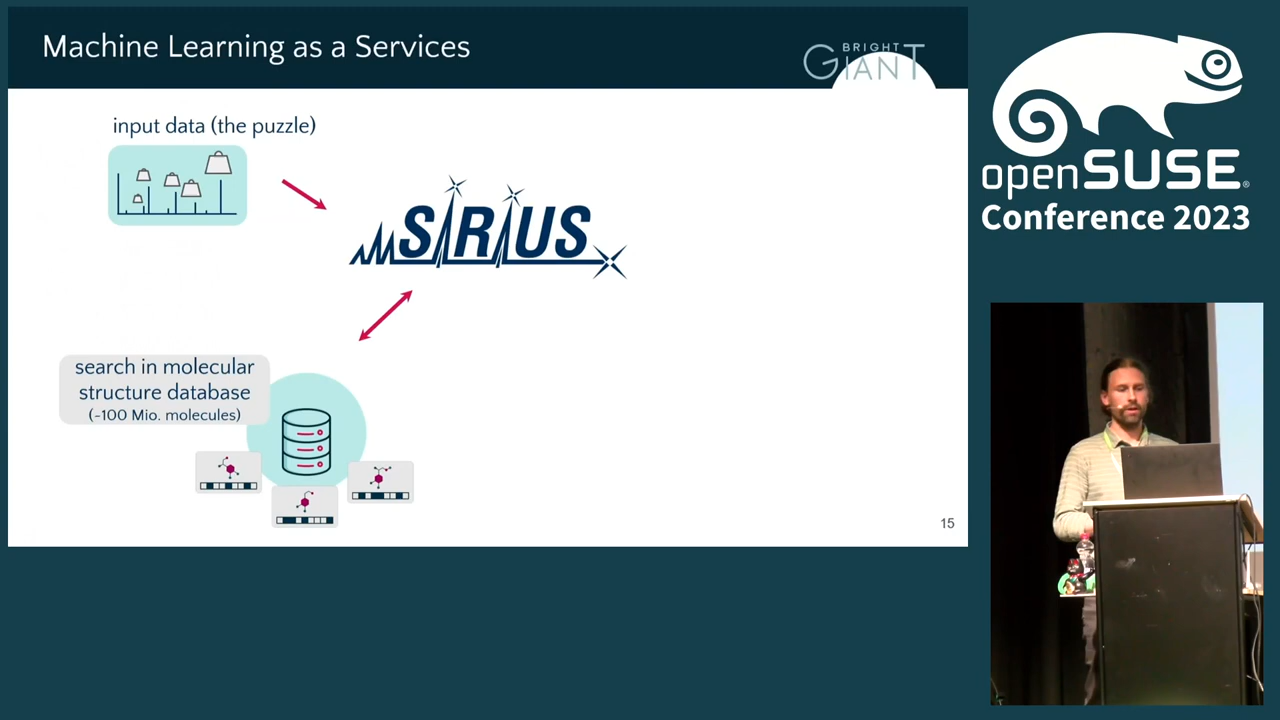 Machine Learning as a Services
BRIGHT
GIANT
input data (the puzzle)
SIRIUS
search in molecular
structure database
(~100 Mio. molecules)
15
openSUSE®
Conference 2023